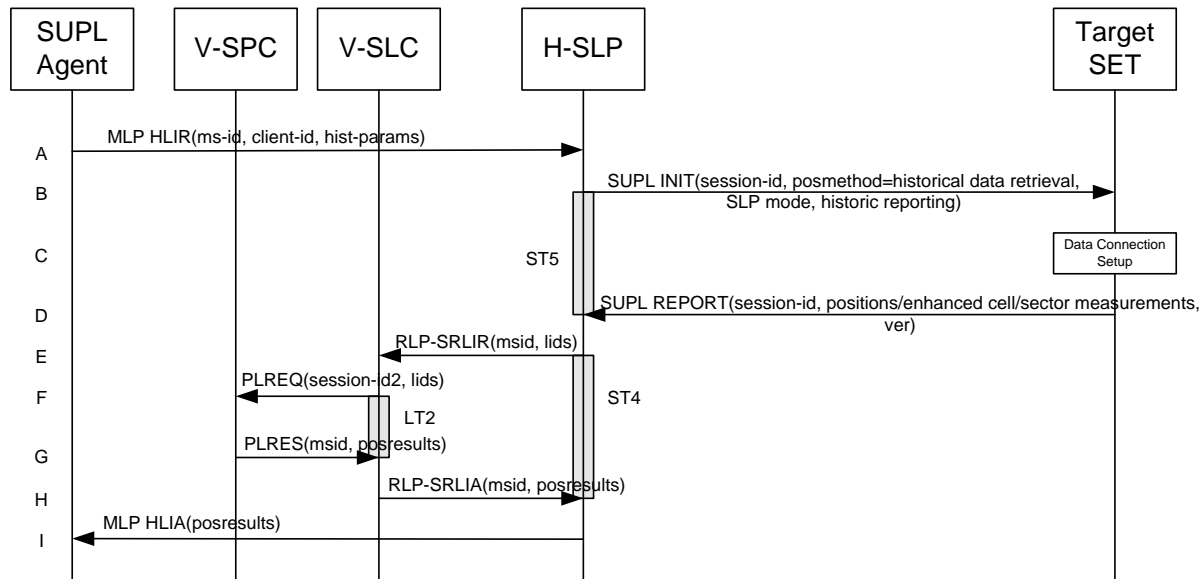 SUPL
Agent
V-SPC
V-SLC
H-SLP
Target
SET
A
MLP HLIR(ms-id, client-id, hist-params)
B
SUPL INIT(session-id, posmethod=historical data retrieval,
SLP mode, historic reporting)
C
ST5
Data Connection
Setup
D
SUPL REPORT(session-id, positions/enhanced cell/sector measurements,
ver)
E
RLP-SRLIR(msid, lids)
F
PLREQ(session-id2, lids)
ST4
LT2
G
PLRES(msid, posresults)
H
RLP-SRLIA(msid, posresults)
I
MLP HLIA(posresults)